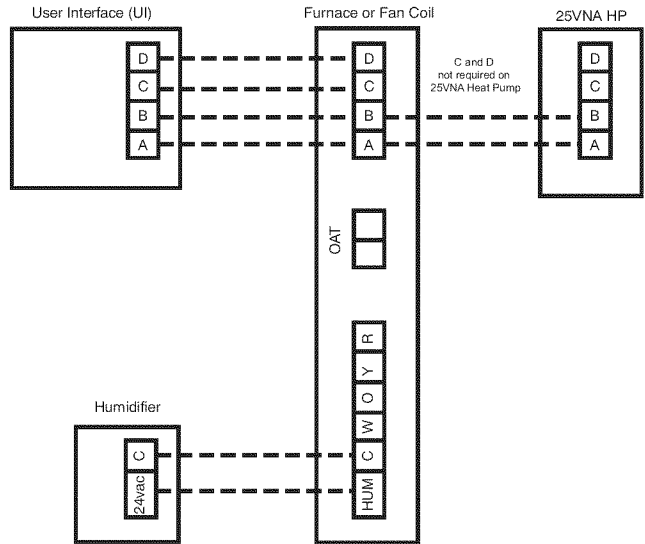 User Interface (UI)
Furnace or Fan Coil
25VNA HP
D
C
B
A
D
C
B
A
C and D
not required on
25VNA Heat Pump
D
C
B
A
OAT
R
Y
O
W
C
HUM
Humidifier
C
24vac